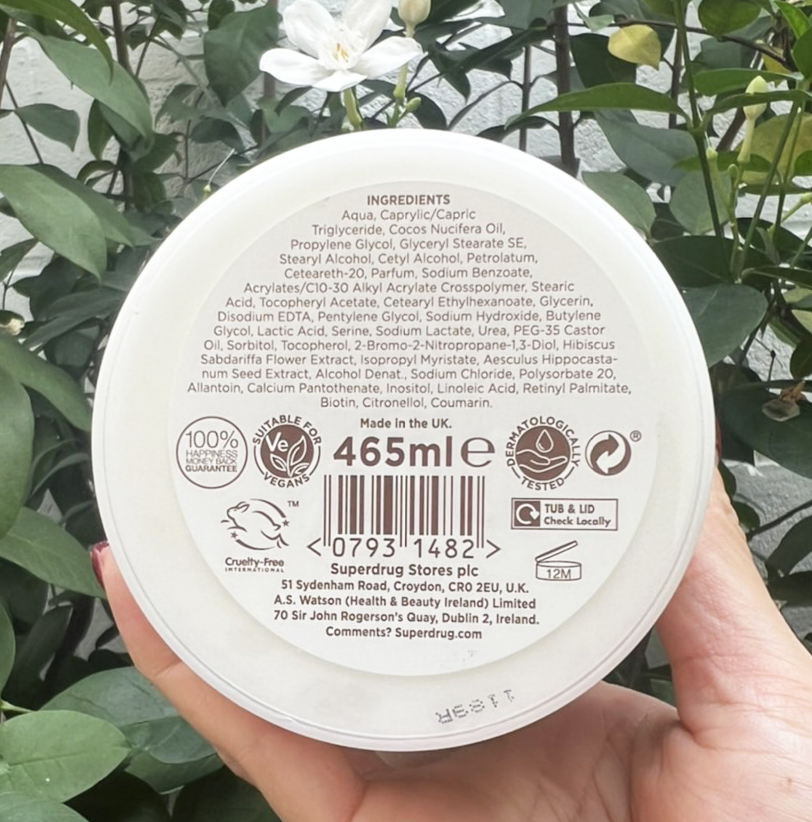 INGREDIENTS
Aqua, Caprylic/Capric
Triglyceride, Cocos Nucifera Oil,
Propylene Glycol, Glyceryl Stearate SE,
Stearyl Alcohol, Cetyl Alcohol, Petrolatum,
Ceteareth-20, Parfum, Sodium Benzoate,
Acrylates/C10-30 Alkyl Acrylate Crosspolymer, Stearic
Acid, Tocopheryl Acetate, Cetearyl Ethylhexanoate, Glycerin,
Disodium EDTA, Pentylene Glycol, Sodium Hydroxide, Butylene
Glycol, Lactic Acid, Serine, Sodium Lactate, Urea, PEG-35 Castor
Oil, Sorbitol, Tocopherol, 2-Bromo-2-Nitropropane-1,3-Diol, Hibiscus
Sabdariffa Flower Extract, Isopropyl Myristate, Aesculus Hippocasta-
num Seed Extract, Alcohol Denat., Sodium Chloride, Polysorbate 20,
Allantoin, Calcium Pantothenate, Inositol, Linoleic Acid, Retinyl Palmitate,
Biotin, Citronellol, Coumarin.
Made in the UK.
100%
HAPPINESS
MONEY BACK
GUARANTEE
SUITABLE FOR
Ve
VEGANS
465ml e
DERMATOLOGICALLY
TESTED
®
TM
Cruelty-Free
INTERNATIONAL
<0793 1482>
TUB & LID
Check Locally
12M
Superdrug Stores plc
51 Sydenham Road, Croydon, CR0 2EU, U.K.
A.S. Watson (Health & Beauty Ireland) Limited
70 Sir John Rogerson's Quay, Dublin 2, Ireland.
Comments? Superdrug.com